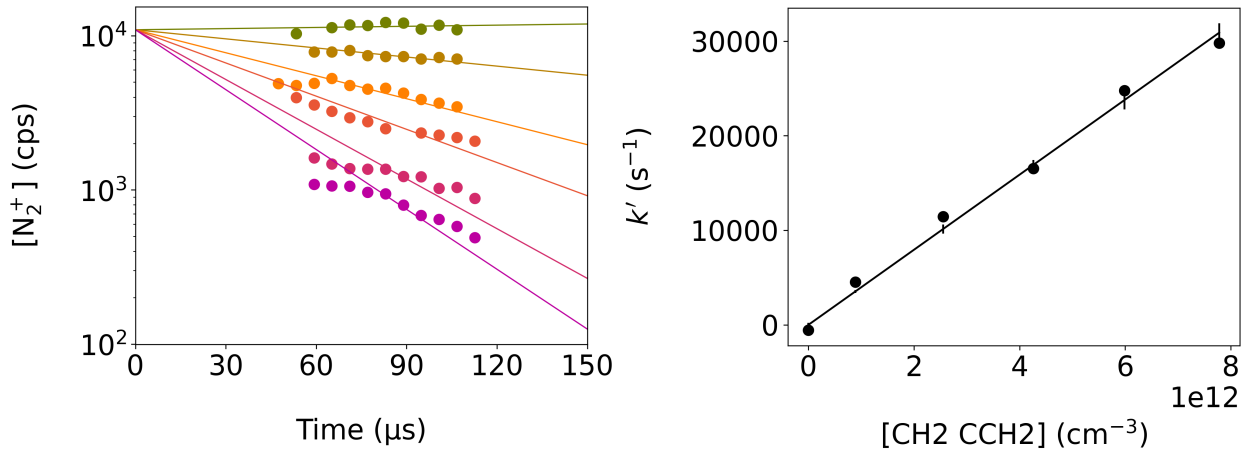 [N₂⁺] (cps)
10⁴
10³
10²
0 30 60 90 120 150
Time (μs)
k′ (s⁻¹)
30000
20000
10000
0
0 2 4 6 8
1e12
[CH2 CCH2] (cm⁻³)